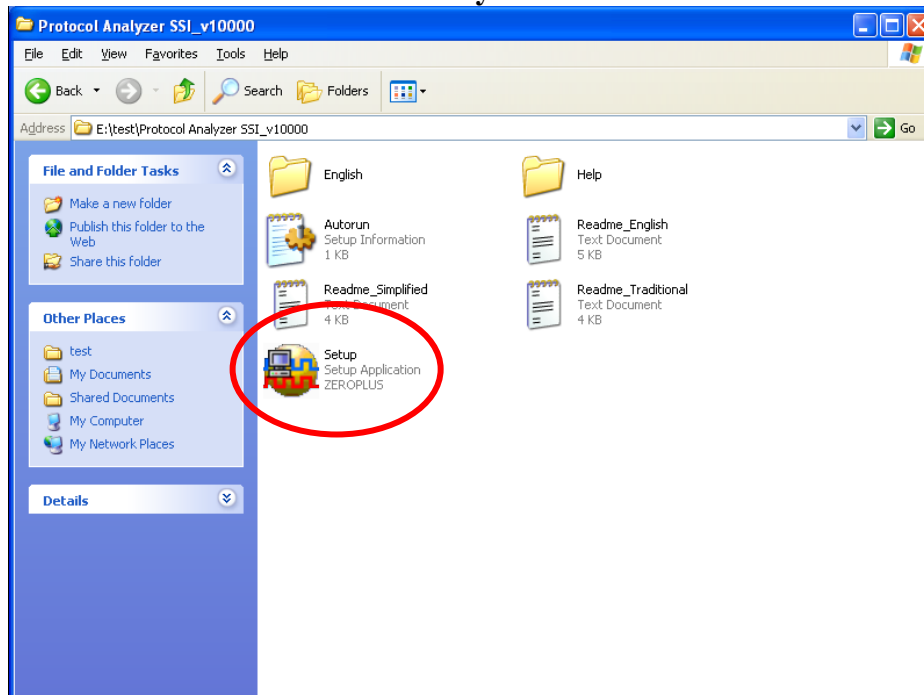 Protocol Analyzer SSI_v10000
File Edit View Favorites Tools Help
Back Search Folders
Address E:\test\Protocol Analyzer SSI_v10000 Go
File and Folder Tasks
Make a new folder
Publish this folder to the
Web
Share this folder
Other Places
test
My Documents
Shared Documents
My Computer
My Network Places
Details
English
Help
Autorun
Setup Information
1 KB
Readme_English
Text Document
5 KB
Readme_Simplified
Text Document
4 KB
Readme_Traditional
Text Document
4 KB
Setup
Setup Application
ZEROPLUS